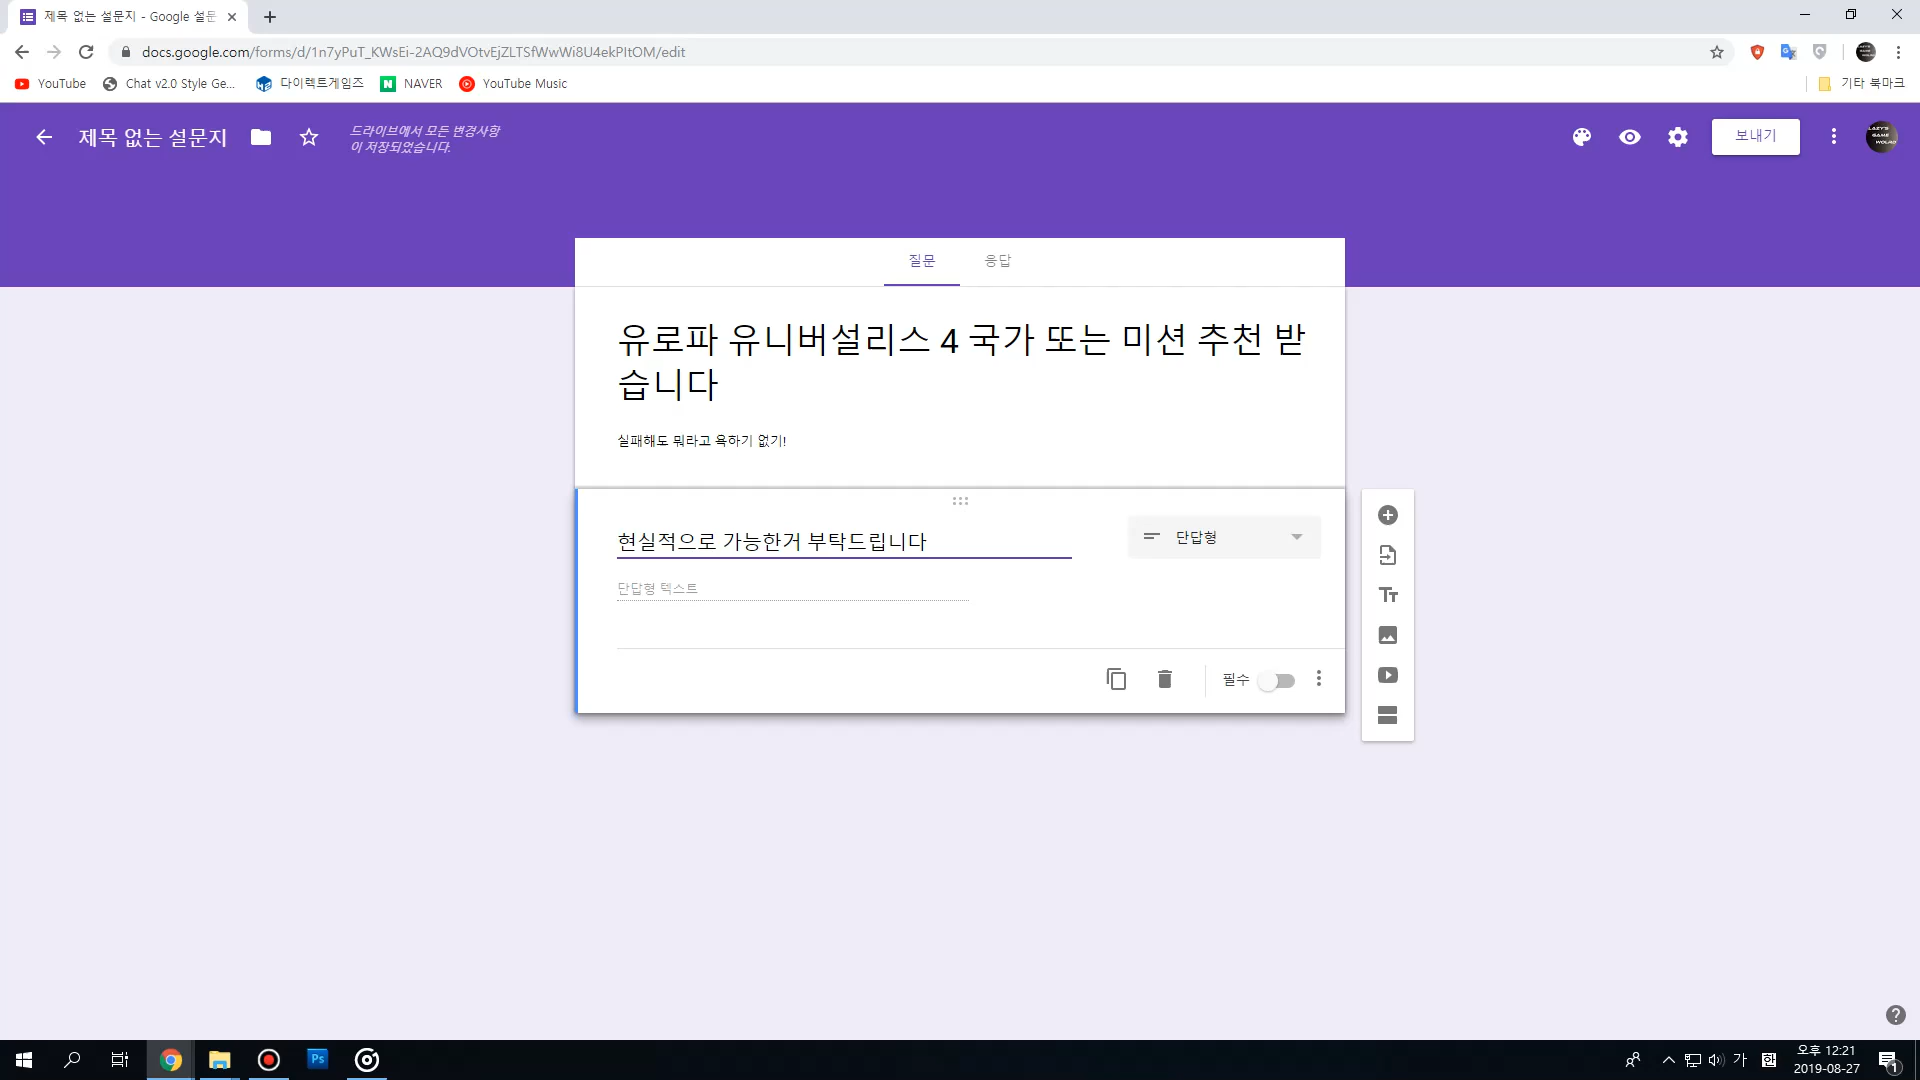 제목 없는 설문지 - Google 설문
docs.google.com/forms/d/1n7yPuT_KWsEi-2AQ9dVOtvEjZLTSfWwWi8U4ekPItOM/edit
YouTube
Chat v2.0 Style Ge...
다이렉트게임즈
NAVER
YouTube Music
기타 북마크
제목 없는 설문지
드라이브에서 모든 변경사항
이 저장되었습니다.
보내기
질문
응답
유로파 유니버설리스 4 국가 또는 미션 추천 받
습니다
실패해도 뭐라고 욕하기 없기!
현실적으로 가능한거 부탁드립니다
단답형
단답형 텍스트
필수
Ps
가
오후 12:21
2019-08-27
1